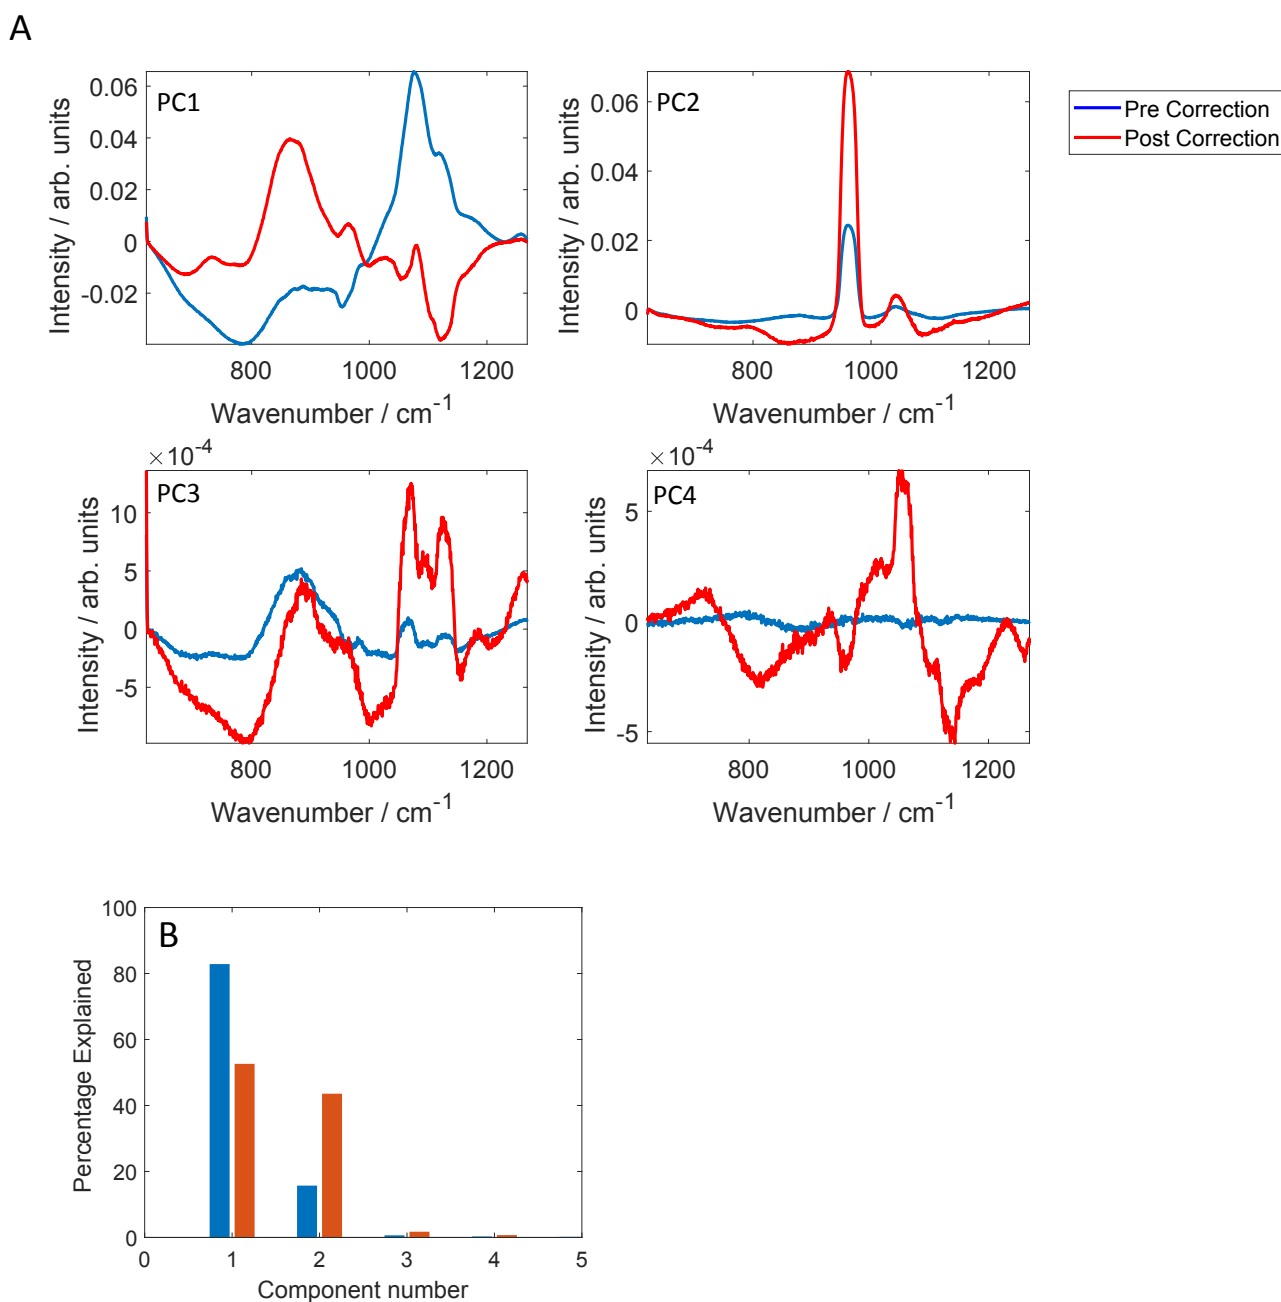 A
PC1
0.06
0.04
0.02
0
-0.02
Intensity / arb. units
800
1000
1200
Wavenumber / cm-1
PC2
0.06
0.04
0.02
0
Intensity / arb. units
800
1000
1200
Wavenumber / cm-1
Pre Correction
Post Correction
×10-4
PC3
10
5
0
-5
Intensity / arb. units
800
1000
1200
Wavenumber / cm-1
×10-4
PC4
5
0
-5
Intensity / arb. units
800
1000
1200
Wavenumber / cm-1
B
100
80
60
40
20
0
Percentage Explained
0
1
2
3
4
5
Component number